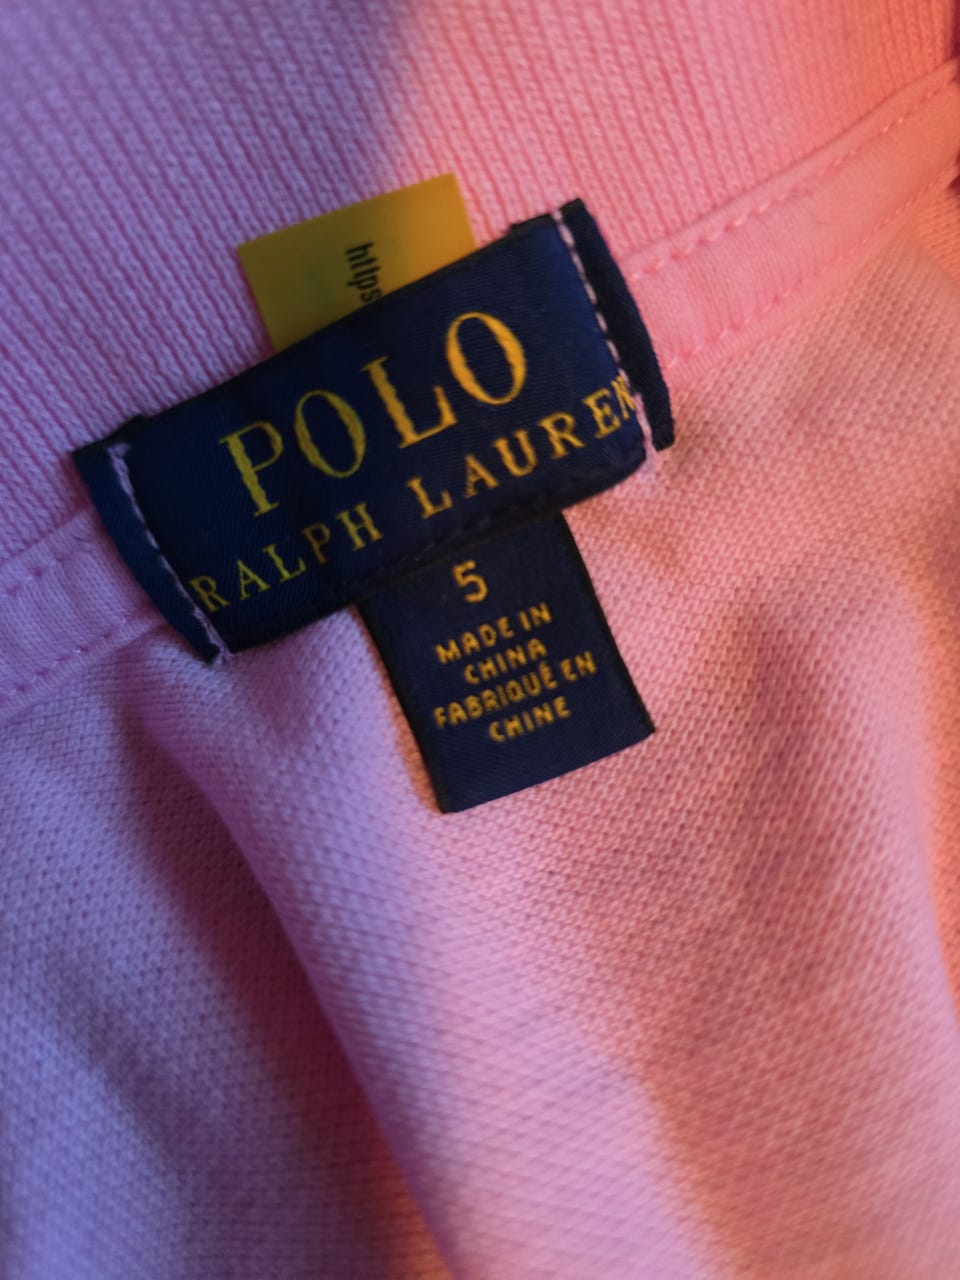 https
POLO
RALPH LAUREN
5
MADE IN
CHINA
FABRIQUÉ EN
CHINE